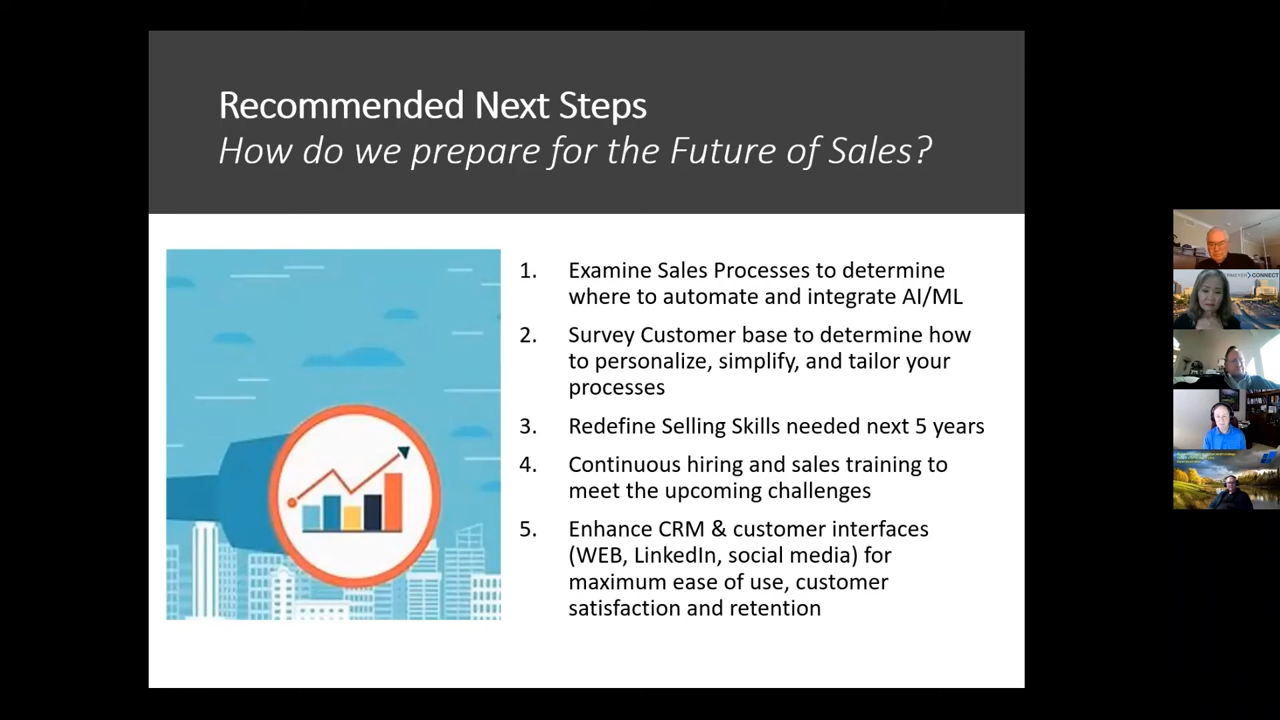 Recommended Next Steps
How do we prepare for the Future of Sales?
1. Examine Sales Processes to determine
where to automate and integrate AI/ML
2. Survey Customer base to determine how
to personalize, simplify, and tailor your
processes
3. Redefine Selling Skills needed next 5 years
4. Continuous hiring and sales training to
meet the upcoming challenges
5. Enhance CRM & customer interfaces
(WEB, LinkedIn, social media) for
maximum ease of use, customer
satisfaction and retention
CONNECT